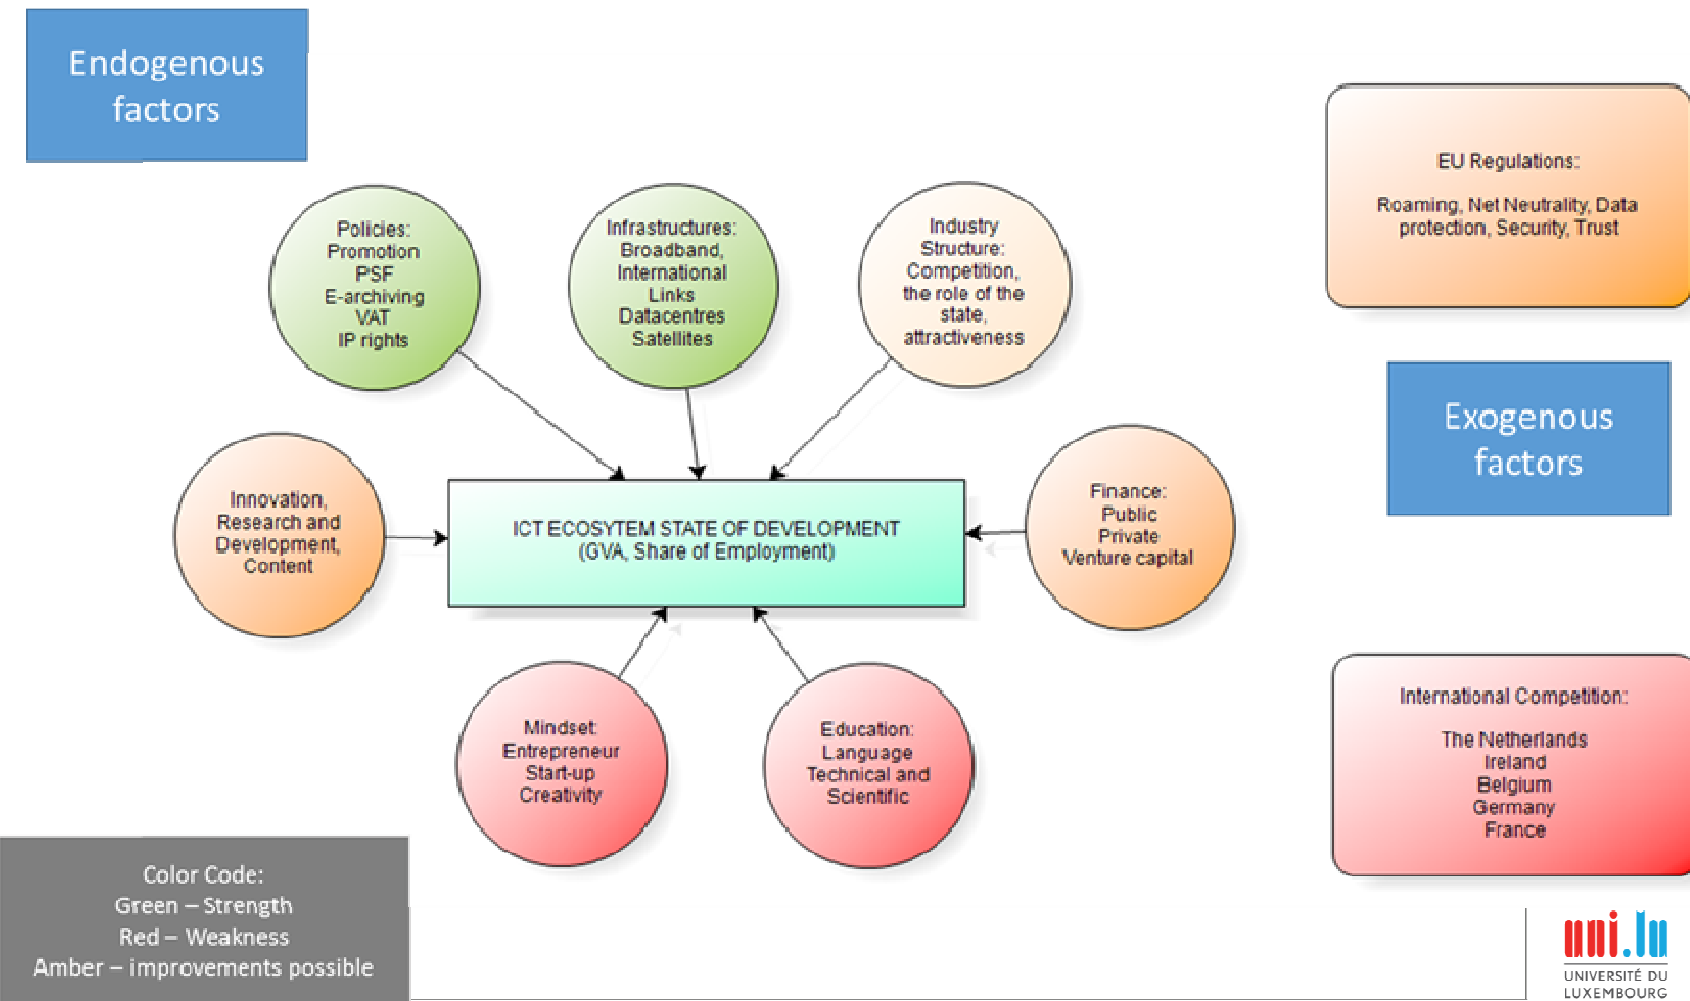 Endogenous
factors
EU Regulations:
Roaming, Net Neutrality, Data
protection, Security, Trust
Policies:
Promotion
PSF
E-archiving
VAT
IP rights
Infrastructures:
Broadband,
International
Links
Datacentres
Satellites
Industry
Structure:
Competition,
the role of the
state,
attractiveness
Exogenous
factors
Innovation,
Research and
Development,
Content
ICT ECOSYTEM STATE OF DEVELOPMENT
(GVA, Share of Employment)
Finance:
Public
Private
Venture capital
Mindset:
Entrepreneur
Start-up
Creativity
Education:
Language
Technical and
Scientific
International Competition:
The Netherlands
Ireland
Belgium
Germany
France
Color Code:
Green – Strength
Red – Weakness
Amber – improvements possible
uni.lu
UNIVERSITÉ DU
LUXEMBOURG